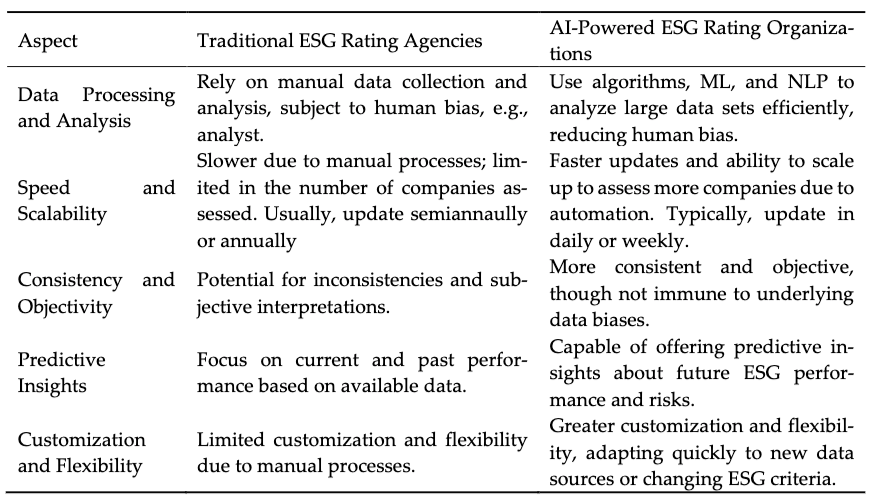 Aspect
Traditional ESG Rating Agencies
AI-Powered ESG Rating Organiza-
tions
Data Processing
and Analysis
Rely on manual data collection and
analysis, subject to human bias, e.g.,
analyst.
Use algorithms, ML, and NLP to
analyze large data sets efficiently,
reducing human bias.
Speed and
Scalability
Slower due to manual processes; lim-
ited in the number of companies as-
sessed. Usually, update semiannaully
or annually
Faster updates and ability to scale
up to assess more companies due to
automation. Typically, update in
daily or weekly.
Consistency and
Objectivity
Potential for inconsistencies and sub-
jective interpretations.
More consistent and objective,
though not immune to underlying
data biases.
Predictive
Insights
Focus on current and past perfor-
mance based on available data.
Capable of offering predictive in-
sights about future ESG perfor-
mance and risks.
Customization
and Flexibility
Limited customization and flexibility
due to manual processes.
Greater customization and flexibil-
ity, adapting quickly to new data
sources or changing ESG criteria.